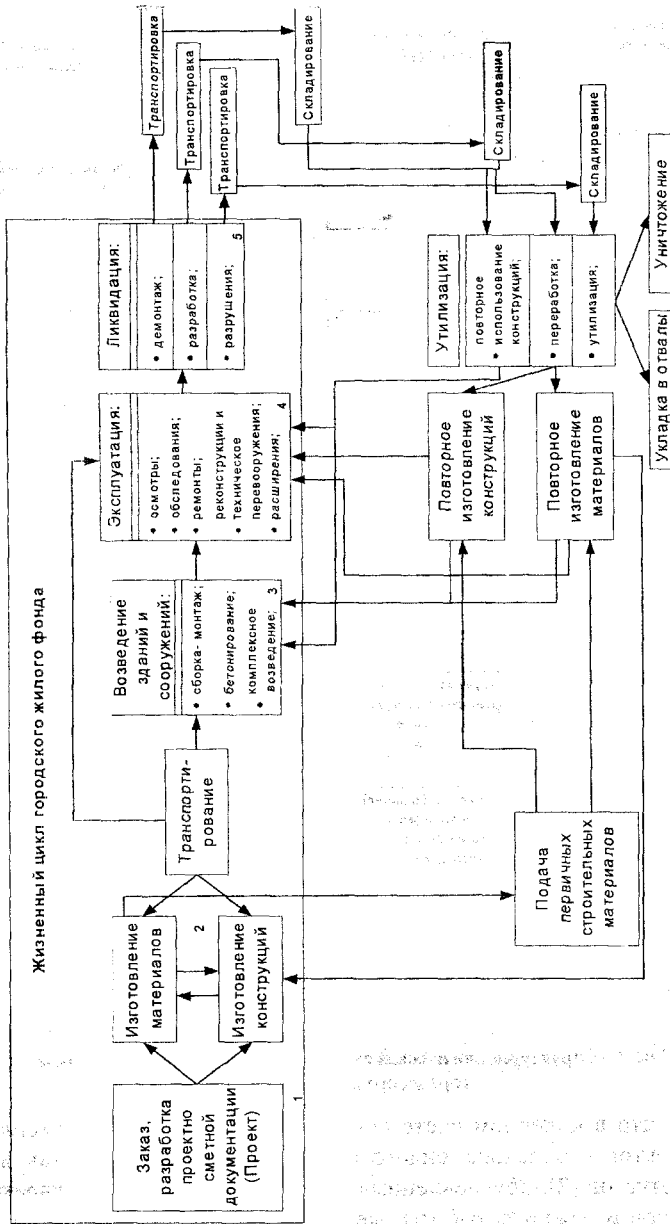 Жизненный цикл городского жилого фонда
Заказ,
разработка
проектно
сметной
документации
(Проект)
1
Изготовление
материалов
2
Изготовление
конструкций
Транспорти-
рование
Возведение
зданий и
сооружений:
• сборка- монтаж;
• бетонирование;
комплексное
• возведение;
3
Эксплуатация:
• осмотры;
• обследования;
• ремонты;
реконструкции и
• техническое
перевооружения;
• расширения;
4
Ликвидация:
• демонтаж;
• разработка;
• разрушения;
5
Транспортировка
Транспортировка
Транспортировка
Складирование
Складирование
Складирование
Утилизация:
повторное
• использование
конструкций;
• переработка;
• утилизация;
Повторное
изготовление
конструкций
Повторное
изготовление
материалов
Подача
первичных
строительных
материалов
Укладка в отвалы
Уничтожение